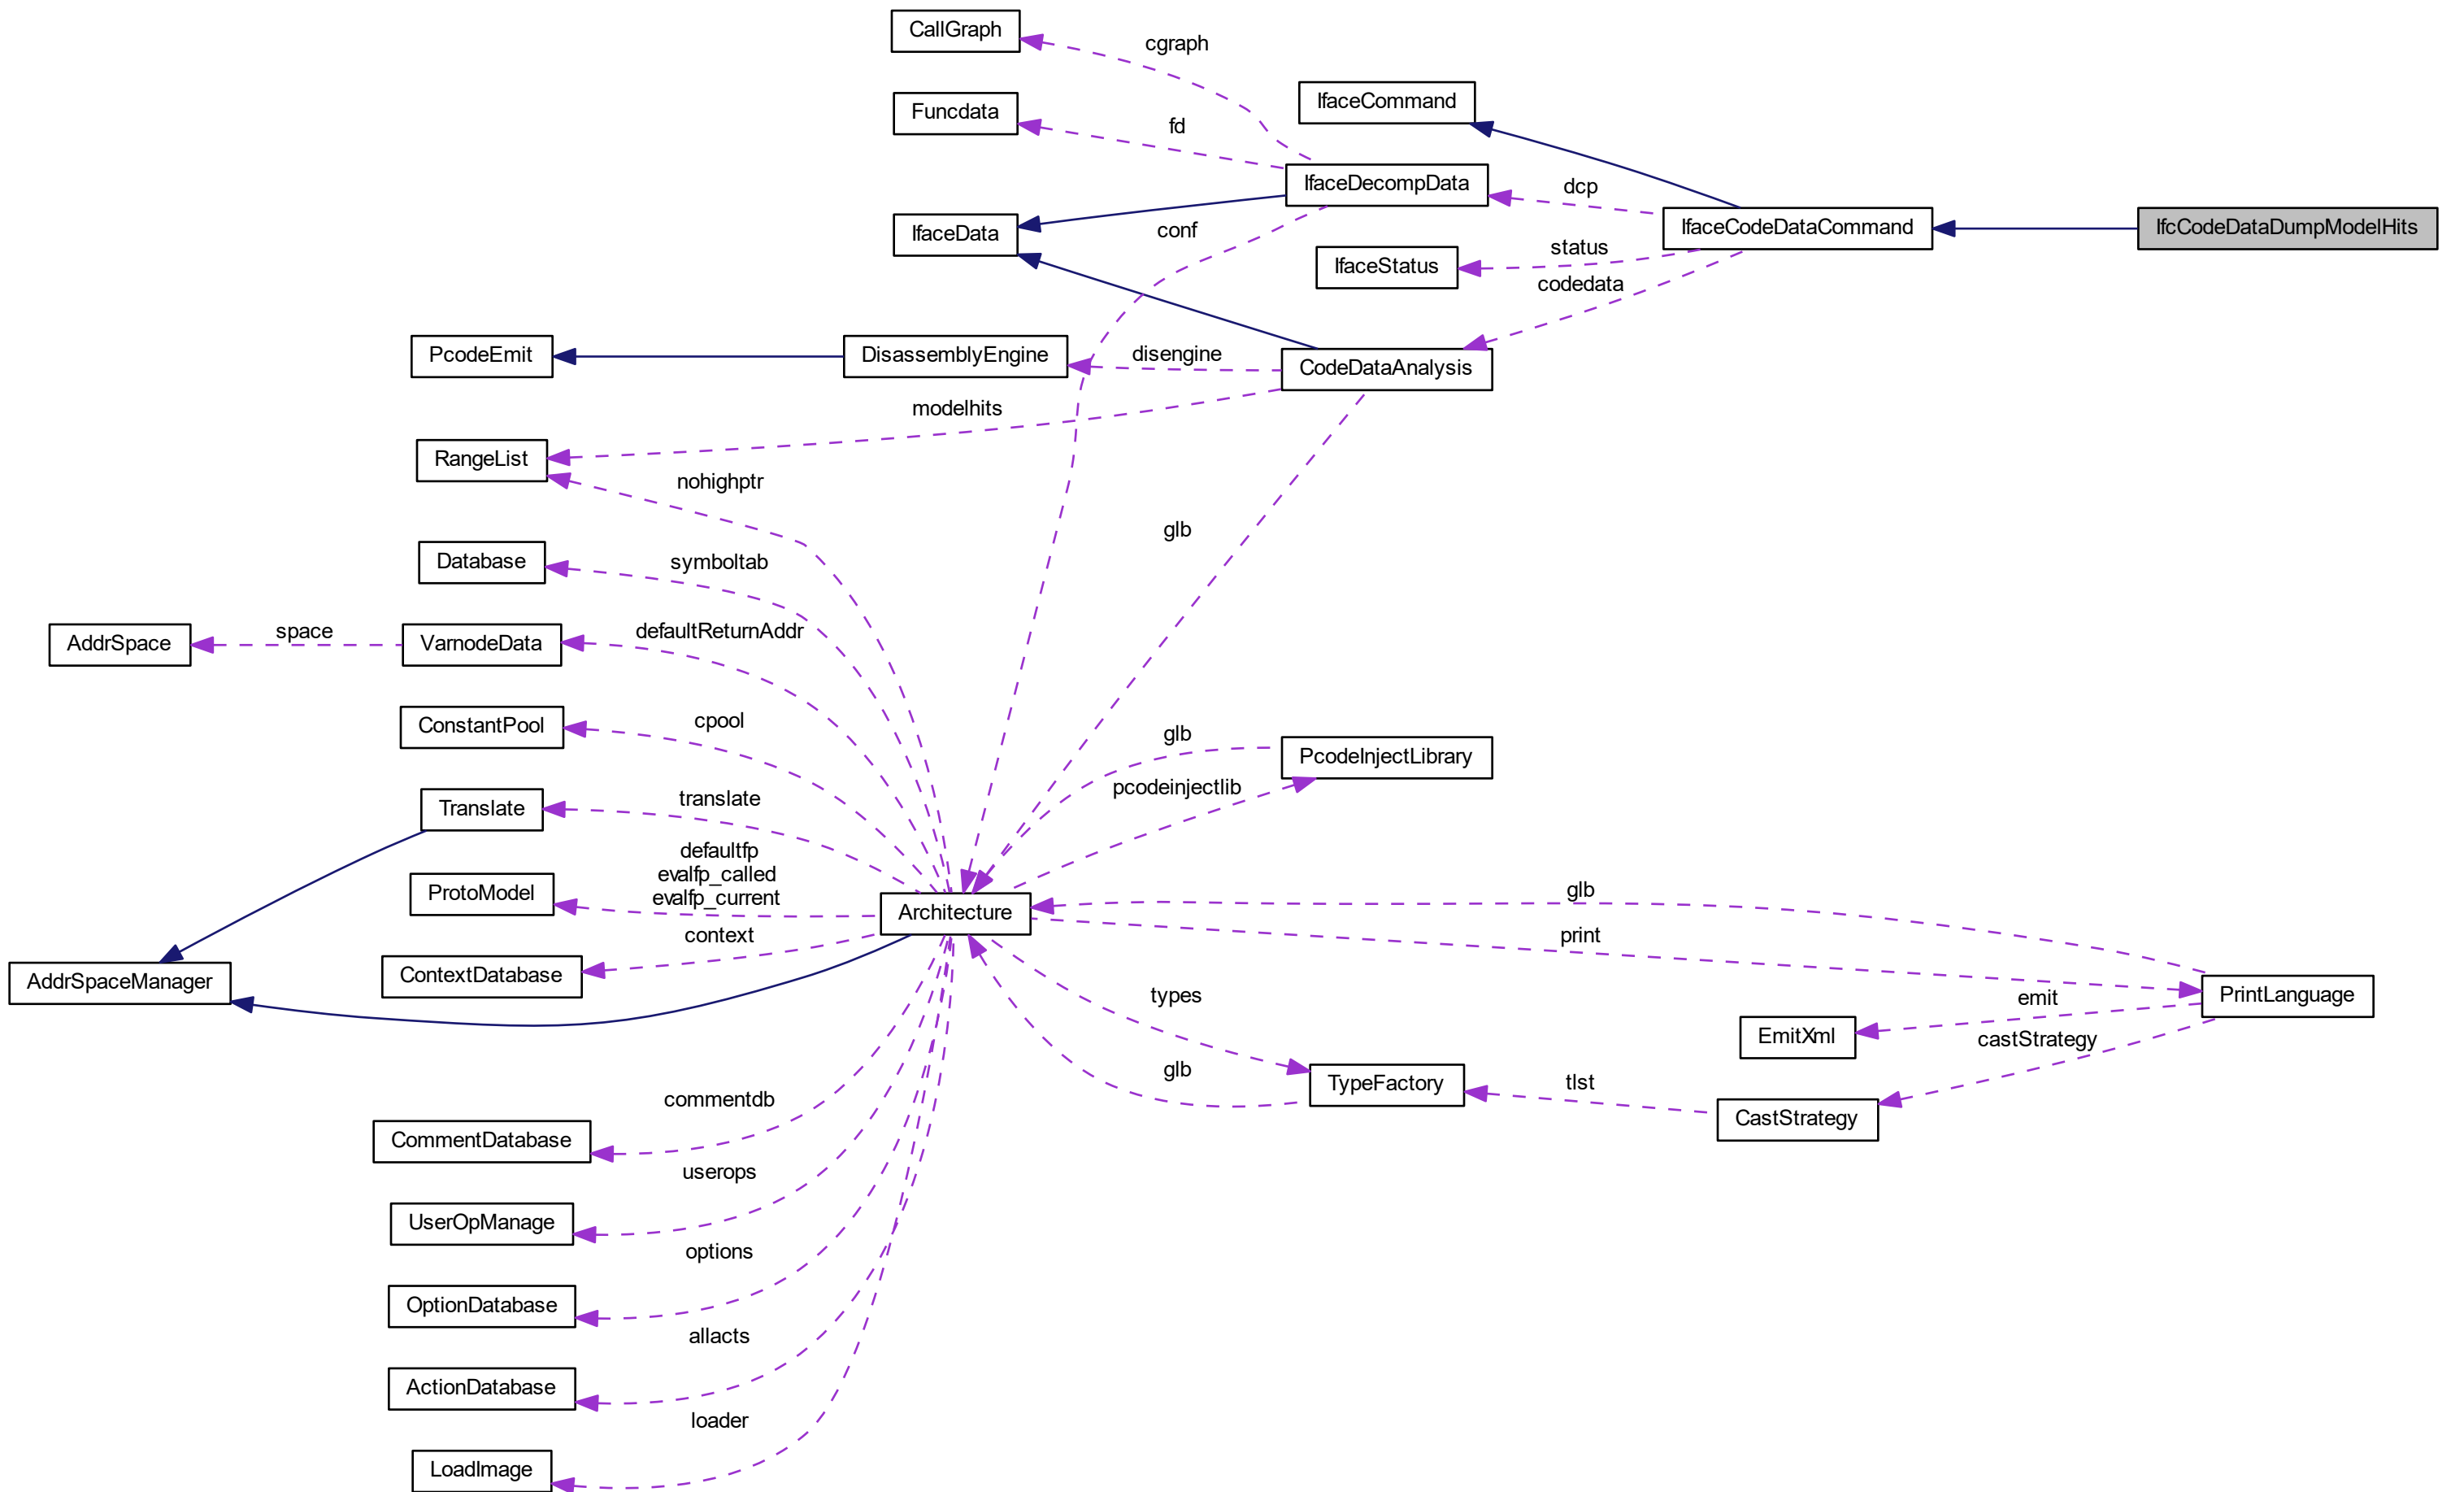 CallGraph
cgraph
IfaceCommand
Funcdata
fd
IfaceDecompData
dcp
IfaceData
conf
IfaceCodeDataCommand
IfcCodeDataDumpModelHits
status
IfaceStatus
codedata
PcodeEmit
DisassemblyEngine
disengine
CodeDataAnalysis
modelhits
RangeList
nohighptr
glb
Database
symboltab
AddrSpace
space
VarnodeData
defaultReturnAddr
ConstantPool
cpool
glb
PcodeInjectLibrary
pcodeinjectlib
Translate
translate
defaultfp
evalfp_called
evalfp_current
ProtoModel
Architecture
glb
context
print
AddrSpaceManager
ContextDatabase
types
emit
PrintLanguage
EmitXml
castStrategy
glb
TypeFactory
tlst
CastStrategy
commentdb
CommentDatabase
userops
UserOpManage
options
OptionDatabase
allacts
ActionDatabase
loader
LoadImage